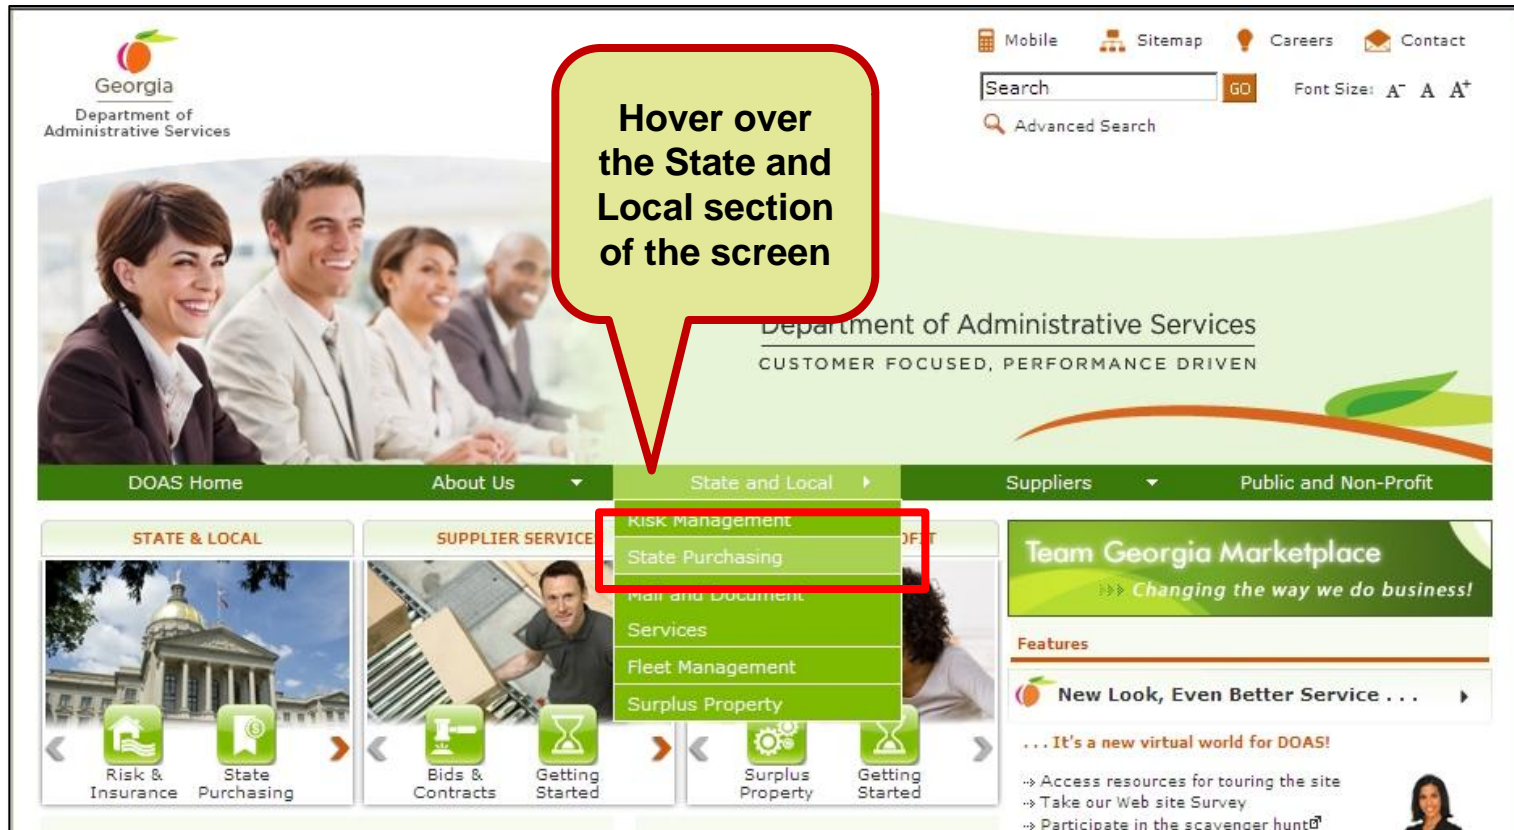 Georgia
Department of
Administrative Services
Mobile
Sitemap
Careers
Contact
Search
GO
Font Size: A- A A+
Advanced Search
Hover over
the State and
Local section
of the screen
Department of Administrative Services
CUSTOMER FOCUSED, PERFORMANCE DRIVEN
DOAS Home
About Us
State and Local
Suppliers
Public and Non-Profit
Risk Management
State Purchasing
Mail and Document
Services
Fleet Management
Surplus Property
STATE & LOCAL
Risk &
Insurance
State
Purchasing
SUPPLIER SERVICES
Bids &
Contracts
Getting
Started
Surplus
Property
Getting
Started
Team Georgia Marketplace
Changing the way we do business!
Features
New Look, Even Better Service . . .
. . . It's a new virtual world for DOAS!
Access resources for touring the site
Take our Web site Survey
Participate in the scavenger hunt